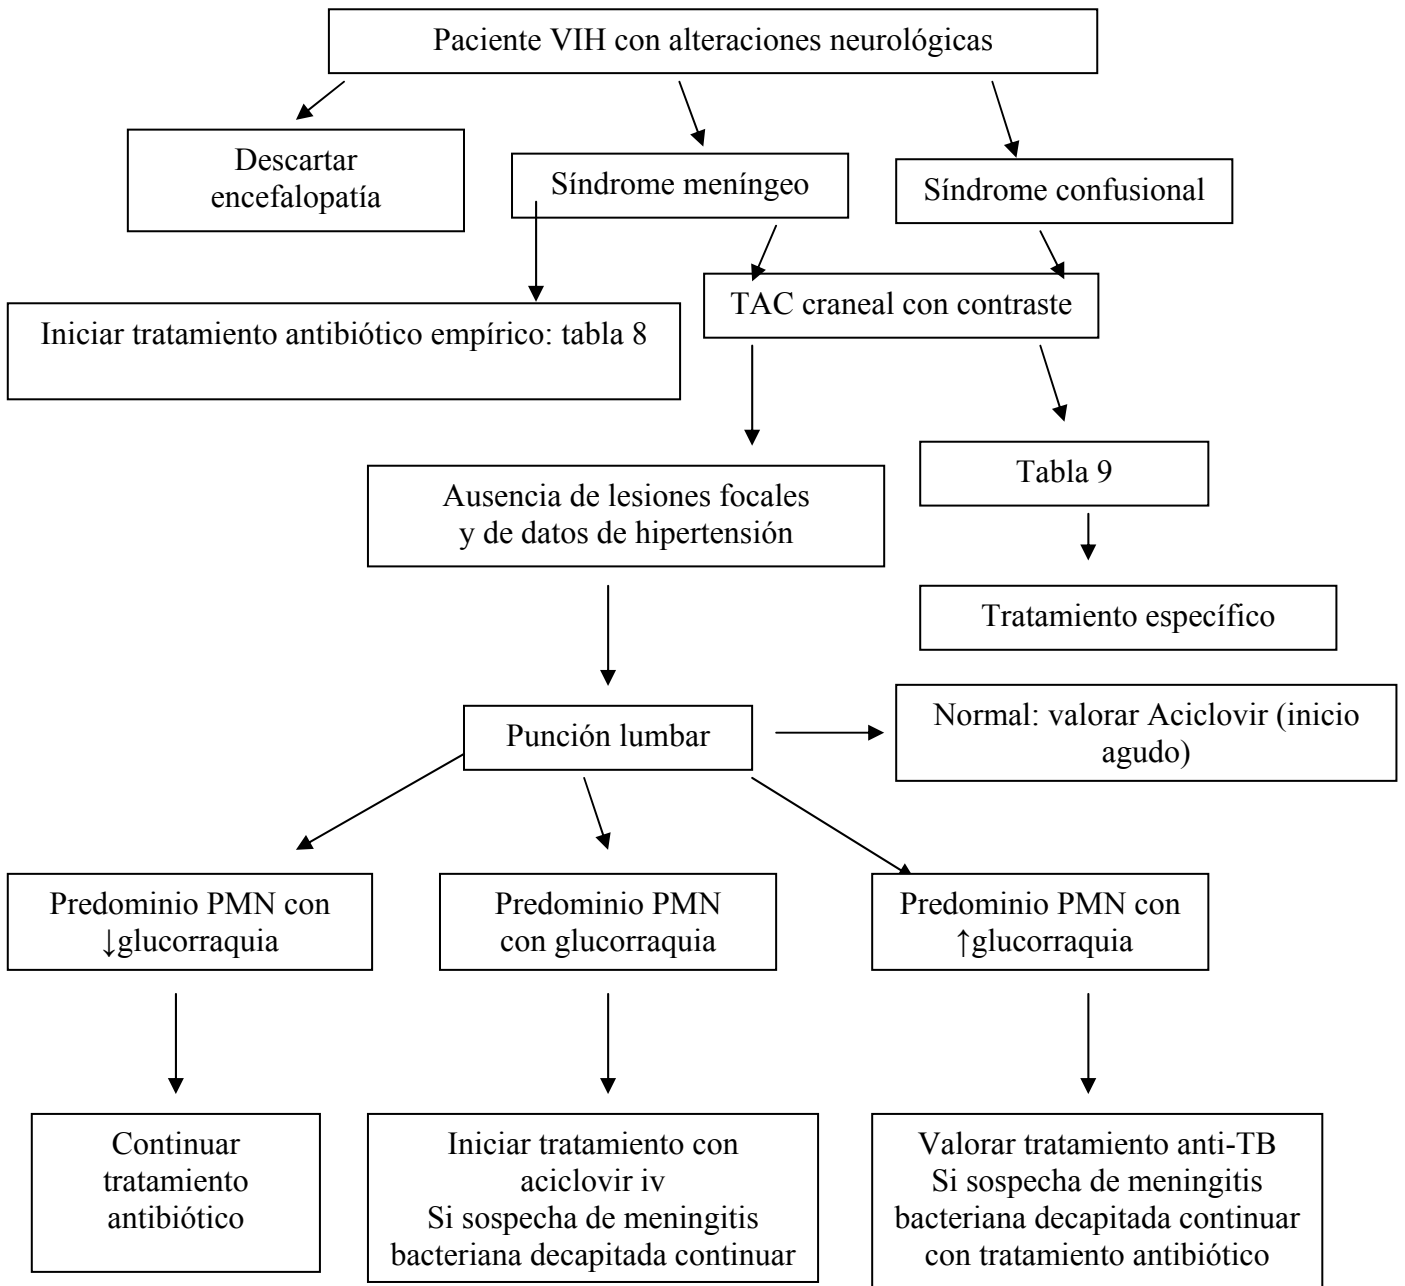 Paciente VIH con alteraciones neurológicas
Descartar
encefalopatía
Síndrome meníngeo
Síndrome confusional
Iniciar tratamiento antibiótico empírico: tabla 8
TAC craneal con contraste
Ausencia de lesiones focales
y de datos de hipertensión
Tabla 9
Tratamiento específico
Punción lumbar
Normal: valorar Aciclovir (inicio
agudo)
Predominio PMN con
↓glucorraquia
Predominio PMN
con glucorraquia
Predominio PMN con
↑glucorraquia
Continuar
tratamiento
antibiótico
Iniciar tratamiento con
aciclovir iv
Si sospecha de meningitis
bacteriana decapitada continuar
Valorar tratamiento anti-TB
Si sospecha de meningitis
bacteriana decapitada continuar
con tratamiento antibiótico